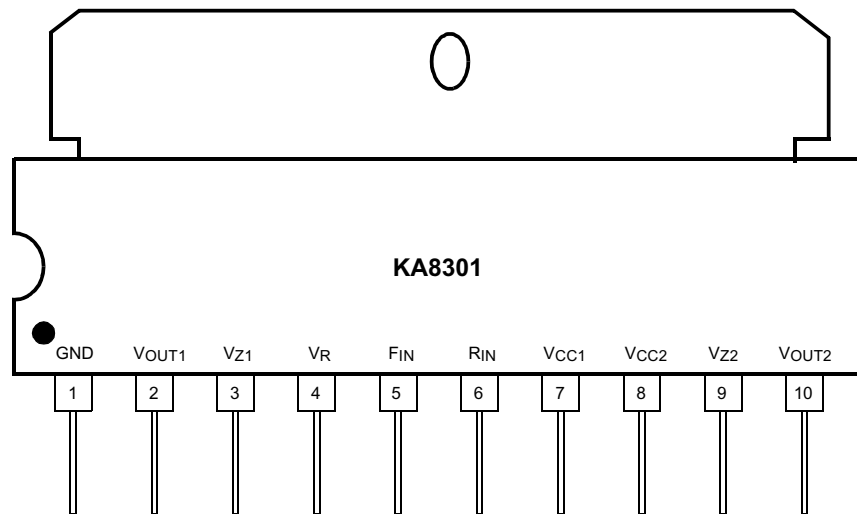 KA8301
GND VOUT1 VZ1 VR FIN RIN VCC1 VCC2 VZ2 VOUT2
1 2 3 4 5 6 7 8 9 10